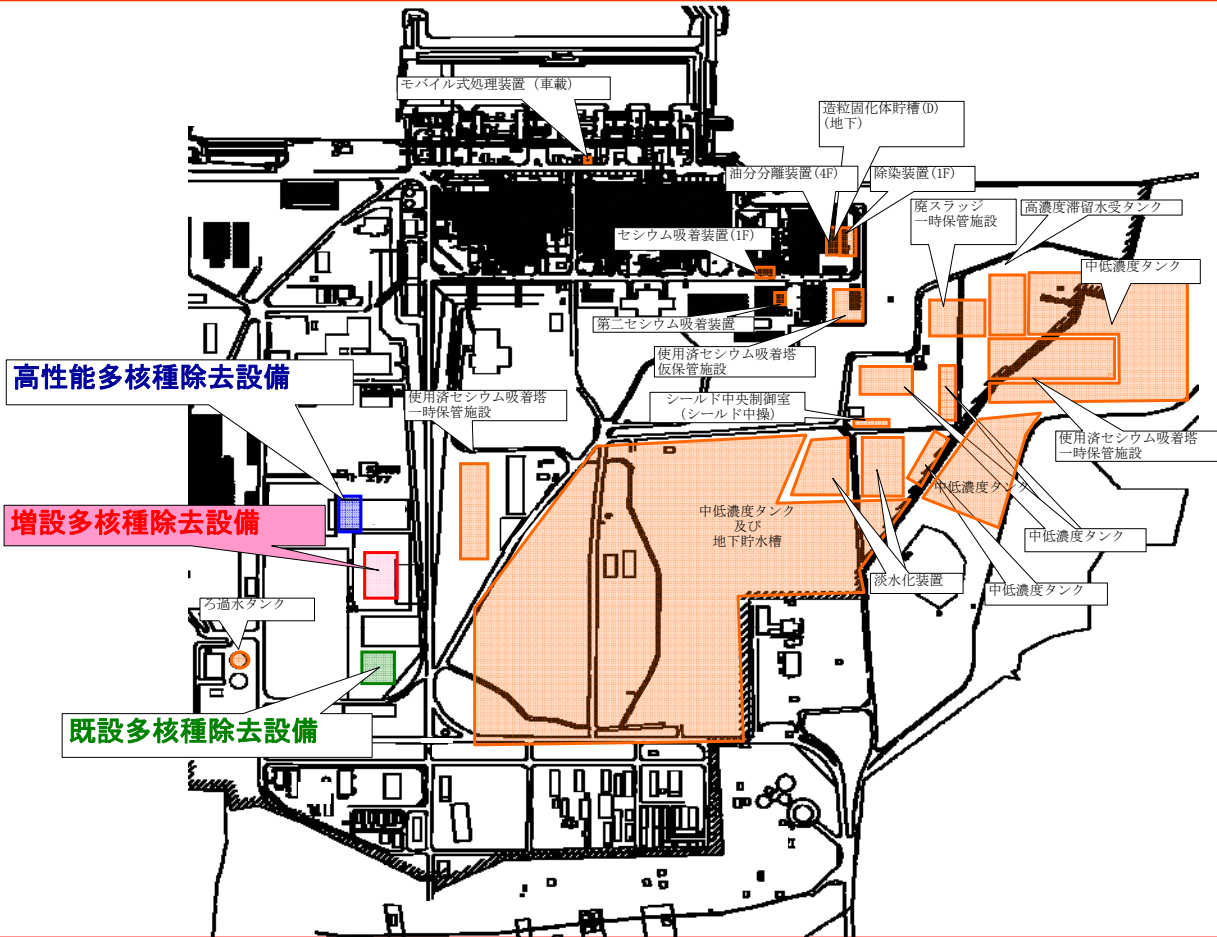 モバイル式処理装置（車載）
造粒固化体貯槽(D)
(地下)
油分分離装置(4F)
除染装置(1F)
廃スラッジ
一時保管施設
高濃度滞留水受タンク
セシウム吸着装置(1F)
中低濃度タンク
第二セシウム吸着装置
使用済セシウム吸着塔
仮保管施設
高性能多核種除去設備
使用済セシウム吸着塔
一時保管施設
シールド中央制御室
(シールド中操)
使用済セシウム吸着塔
一時保管施設
中低濃度タンク
増設多核種除去設備
中低濃度タンク
及び
地下貯水槽
中低濃度タンク
淡水化装置
中低濃度タンク
ろ過水タンク
既設多核種除去設備